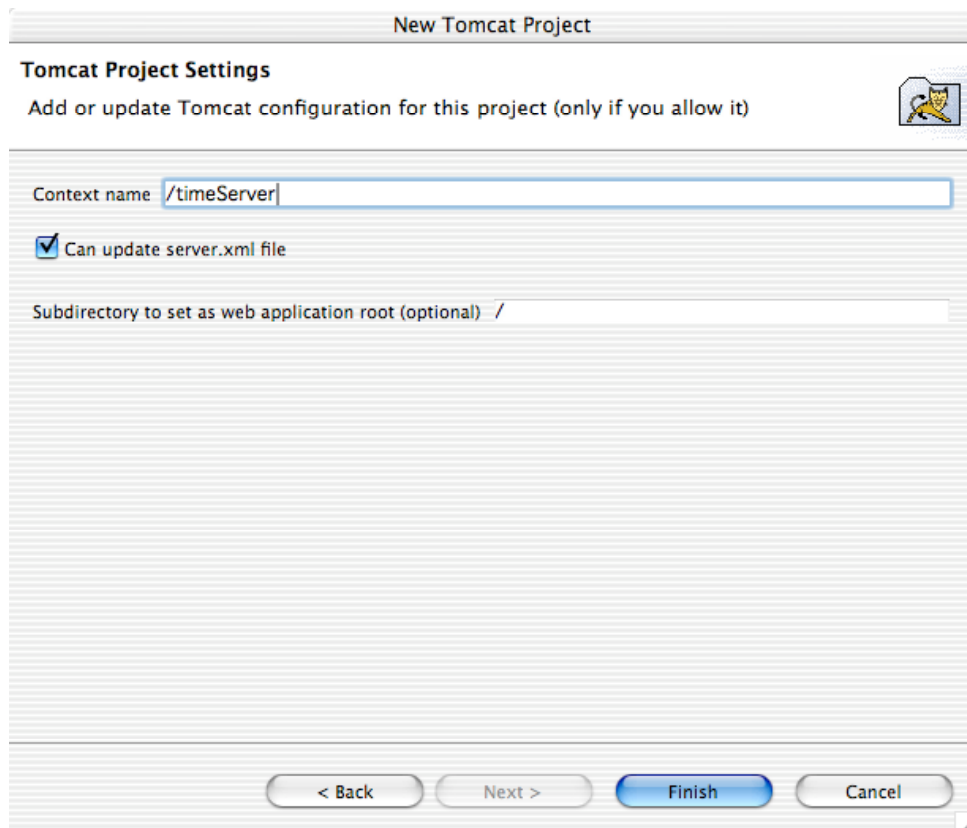 New Tomcat Project
Tomcat Project Settings
Add or update Tomcat configuration for this project (only if you allow it)
Context name /timeServer
Can update server.xml file
Subdirectory to set as web application root (optional) /
< Back Next > Finish Cancel